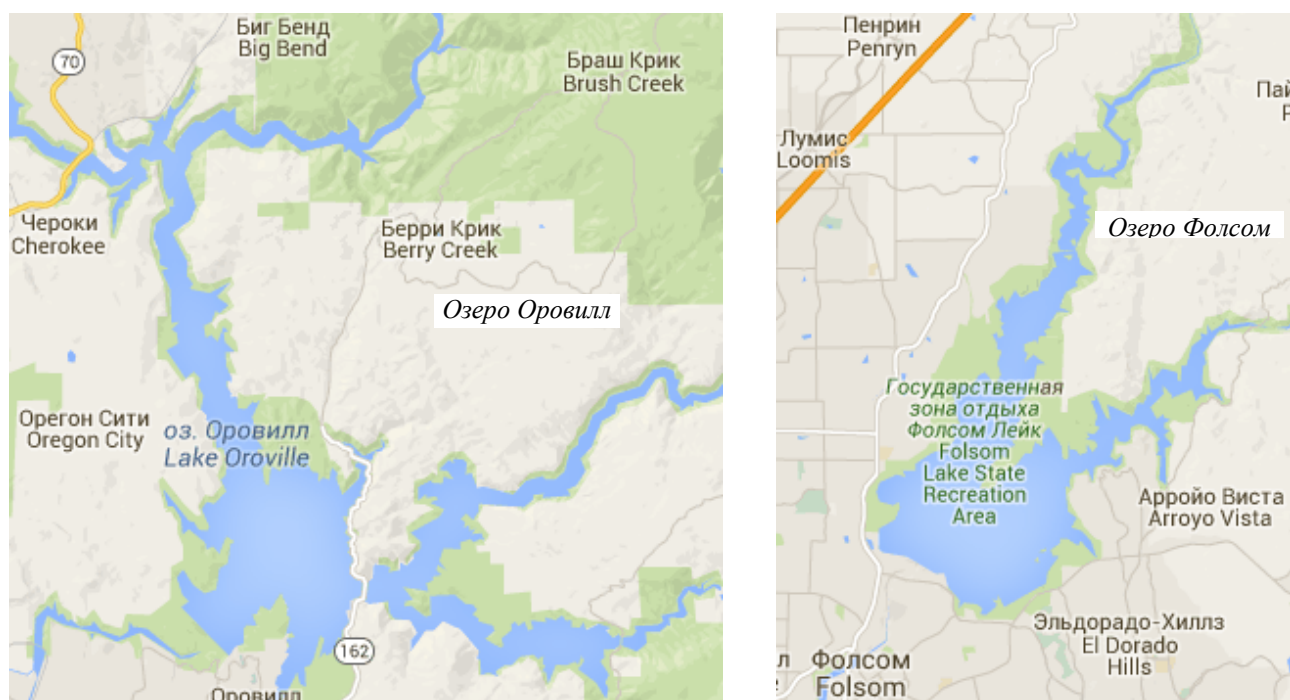 Биг Бенд
Big Bend
70
Браш Крик
Brush Creek
Чероки
Cherokee
Берри Крик
Berry Creek
Озеро Оровилл
Орегон Сити
Oregon City
оз. Оровилл
Lake Oroville
162
Оровилл
Пенрин
Penryn
Пай
P
Лумис
Loomis
Озеро Фолсом
Государственная
зона отдыха
Фолсом Лейк
Folsom
Lake State
Recreation
Area
Арройо Виста
Arroyo Vista
Эльдорадо-Хиллз
El Dorado
Hills
л Фолсом
Folsom